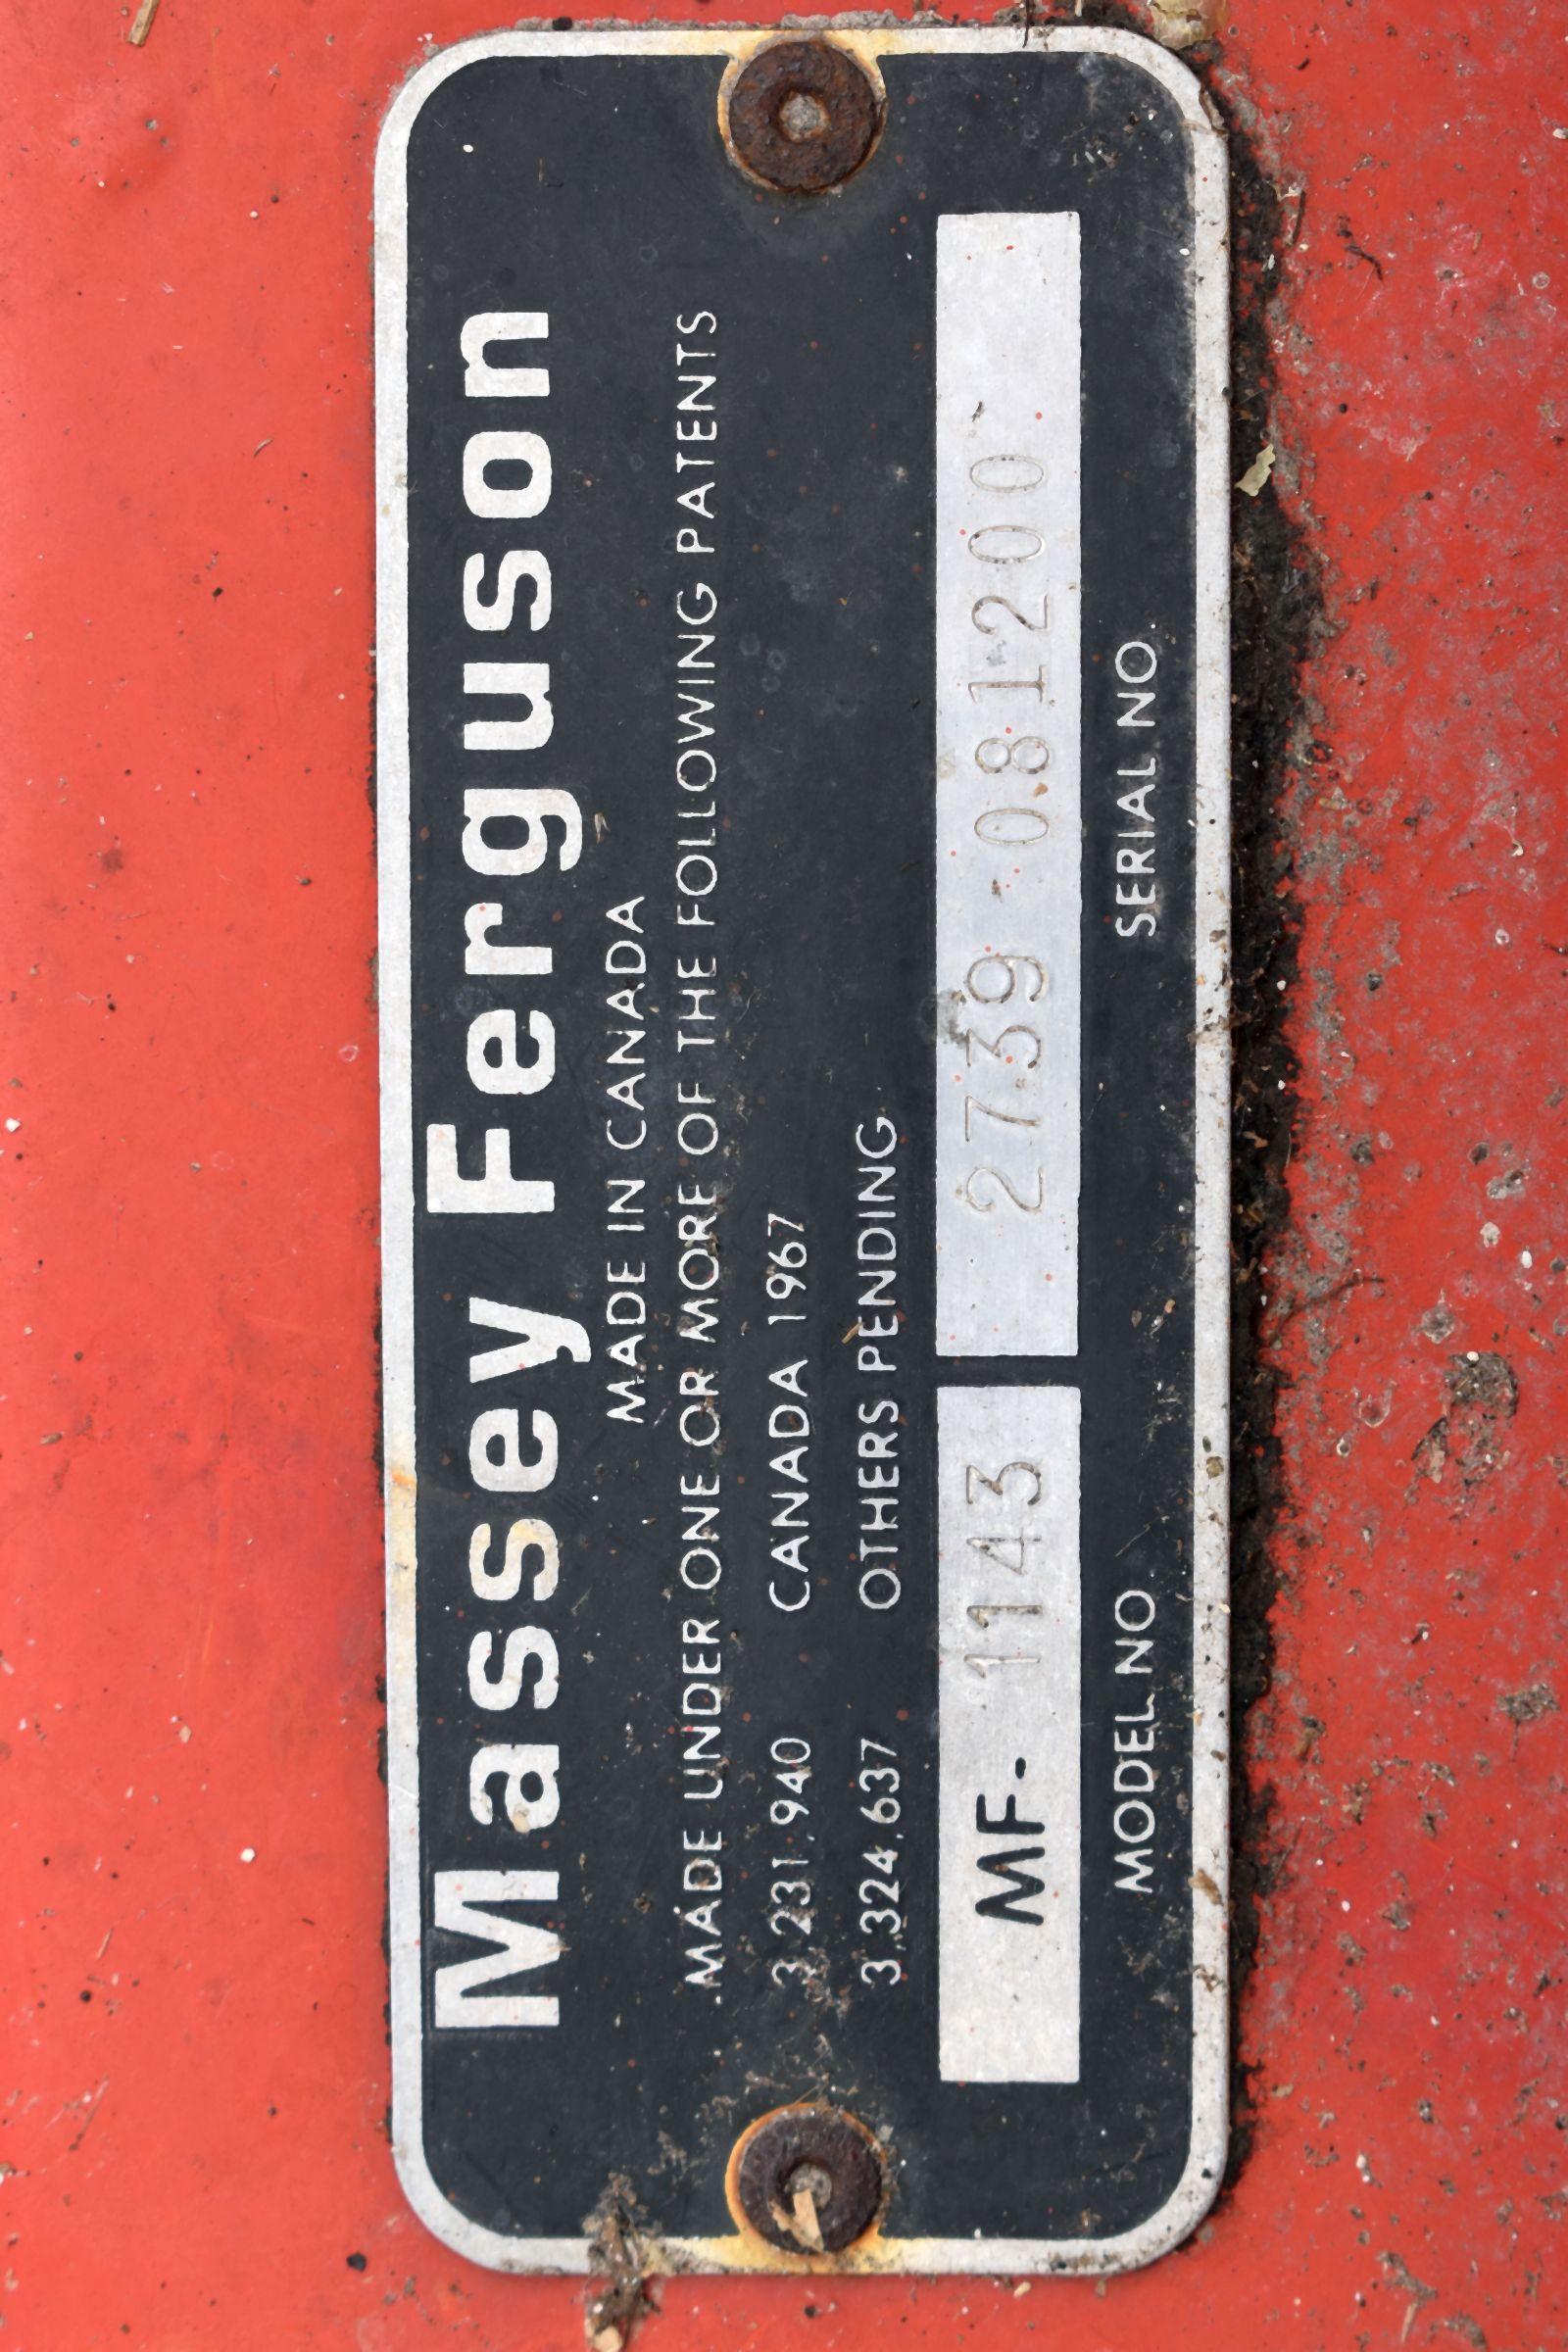 Massey Ferguson
MADE IN CANADA
MADE UNDER ONE OR MORE OF THE FOLLOWING PATENTS
3,231,940 CANADA 1967
3,324,637 OTHERS PENDING
MF- 1143 2739 081200
MODEL NO SERIAL NO.